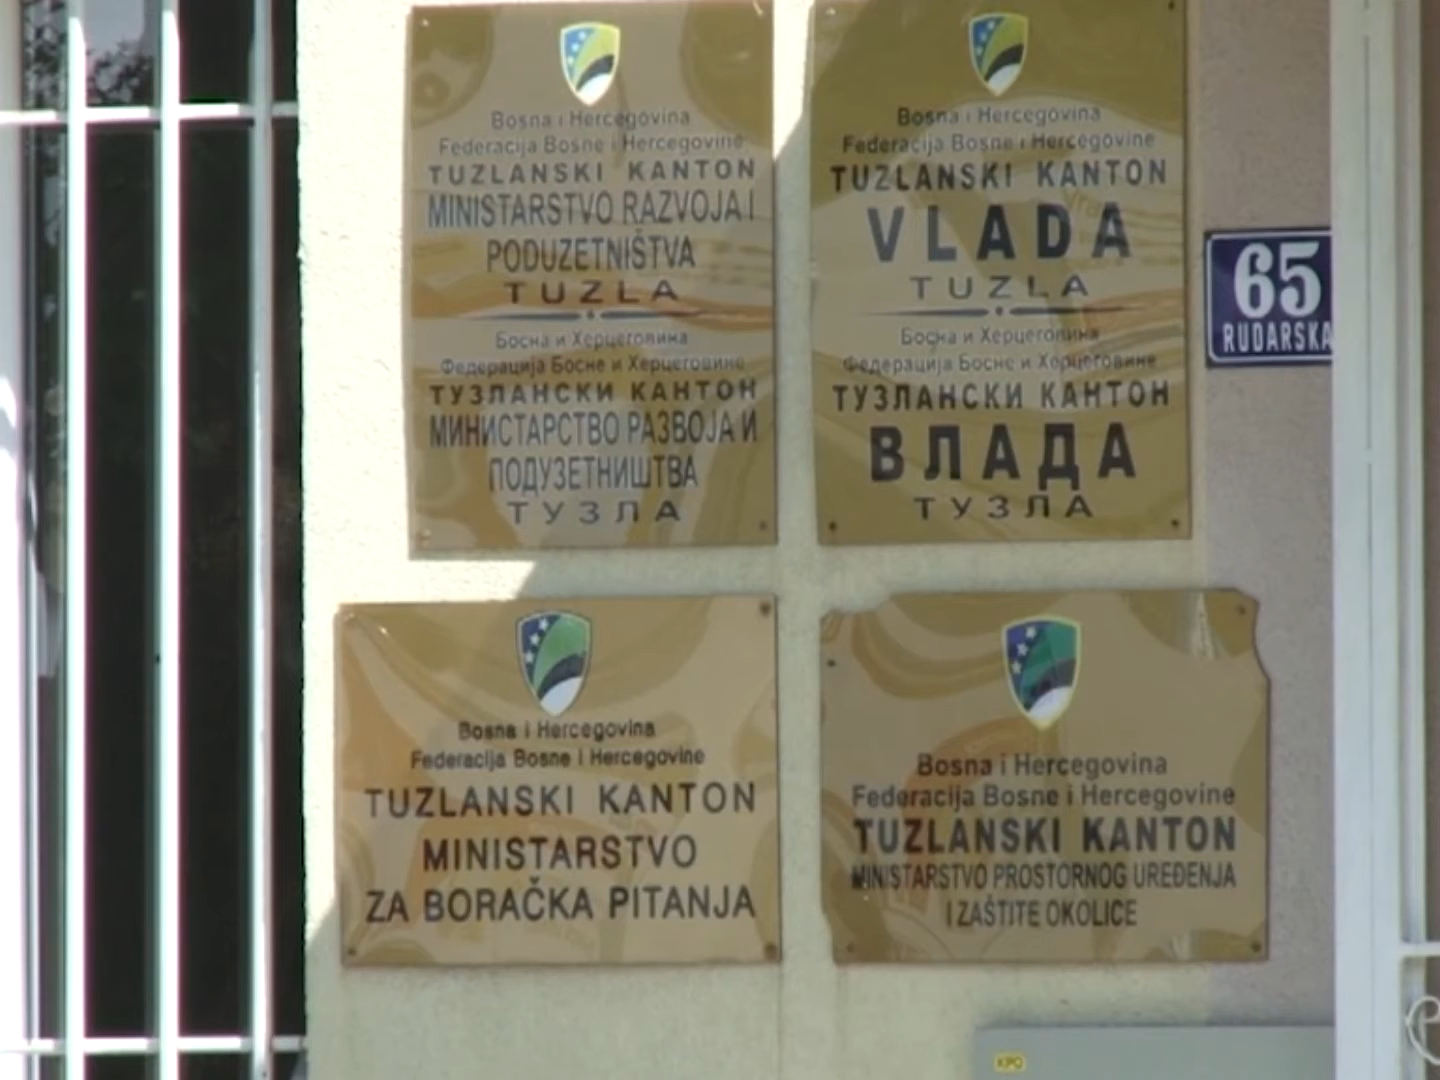 Bosna i Hercegovina
Federacija Bosne i Hercegovine
TUZLANSKI KANTON
MINISTARSTVO RAZVOJA I
PODUZETNIŠTVA
TUZLA
Босна и Херцеговина
Федерација Босне и Херцеговине
ТУЗЛАНСКИ КАНТОН
МИНИСТАРСТВО РАЗВОЈА И
ПОДУЗЕТНИШТВА
ТУЗЛА
Bosna i Hercegovina
Federacija Bosne i Hercegovine
TUZLANSKI KANTON
VLADA
TUZLA
Босна и Херцеговина
Федерација Босне и Херцеговине
ТУЗЛАНСКИ КАНТОН
ВЛАДА
ТУЗЛА
65
RUDARSKA
Bosna i Hercegovina
Federacija Bosne i Hercegovine
TUZLANSKI KANTON
MINISTARSTVO
ZA BORAČKA PITANJA
Bosna i Hercegovina
Federacija Bosne i Hercegovine
TUZLANSKI KANTON
MINISTARSTVO PROSTORNOG UREĐENJA
I ZAŠTITE OKOLICE
KPO